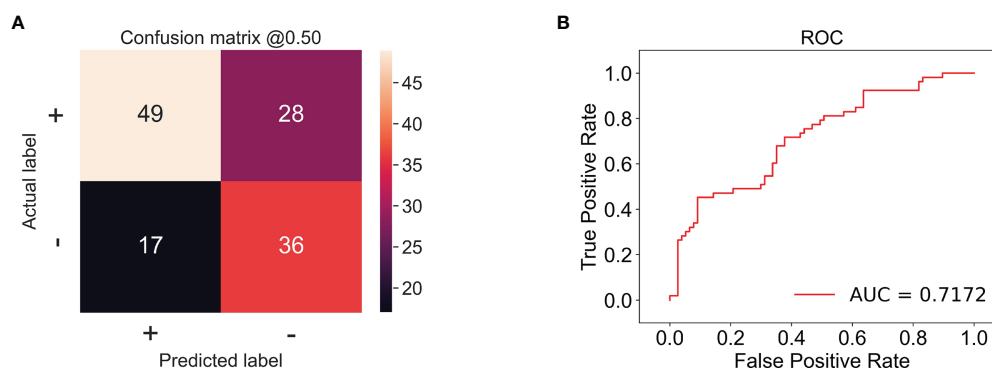 A
Confusion matrix @0.50
+
-
Actual label
49
28
17
36
+
-
Predicted label
45
40
35
30
25
20
B
ROC
True Positive Rate
1.0
0.8
0.6
0.4
0.2
0.0
AUC = 0.7172
0.0 0.2 0.4 0.6 0.8 1.0
False Positive Rate